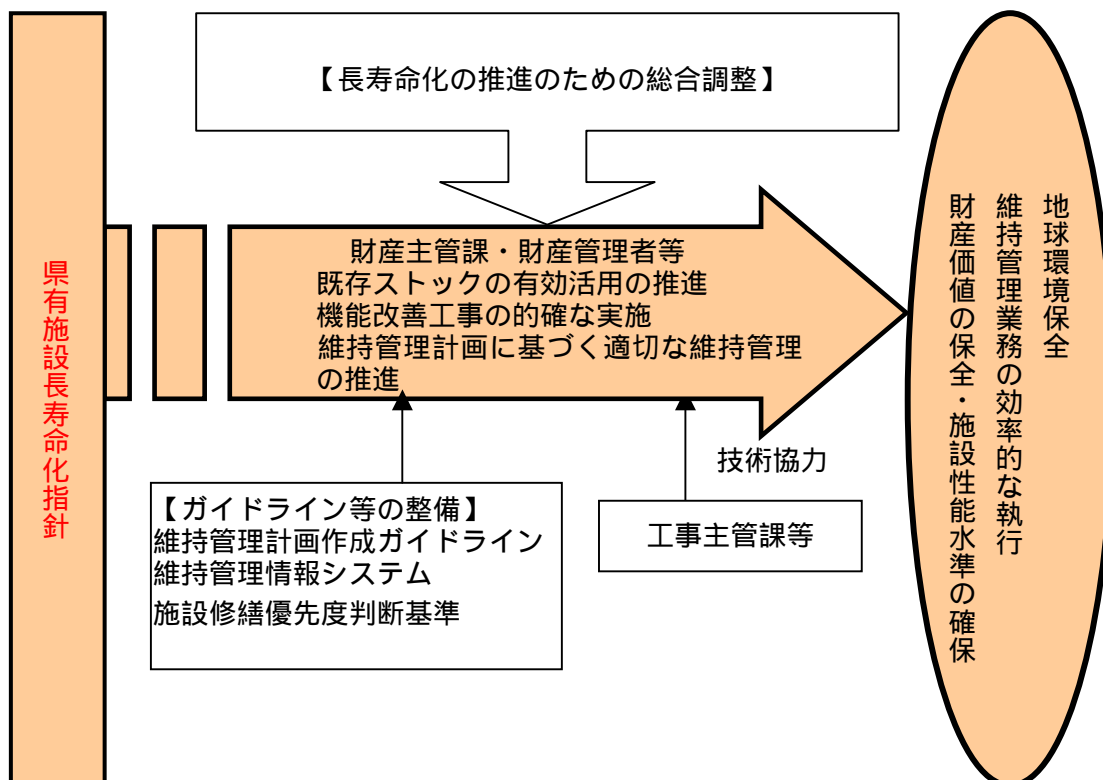 【長寿命化の推進のための総合調整】
県有施設長寿命化指針
財産主管課・財産管理者等
既存ストックの有効活用の推進
機能改善工事の的確な実施
維持管理計画に基づく適切な維持管理
の推進
技術協力
【ガイドライン等の整備】
維持管理計画作成ガイドライン
維持管理情報システム
施設修繕優先度判断基準
工事主管課等
地球環境保全
維持管理業務の効率的な執行
財産価値の保全・施設性能水準の確保